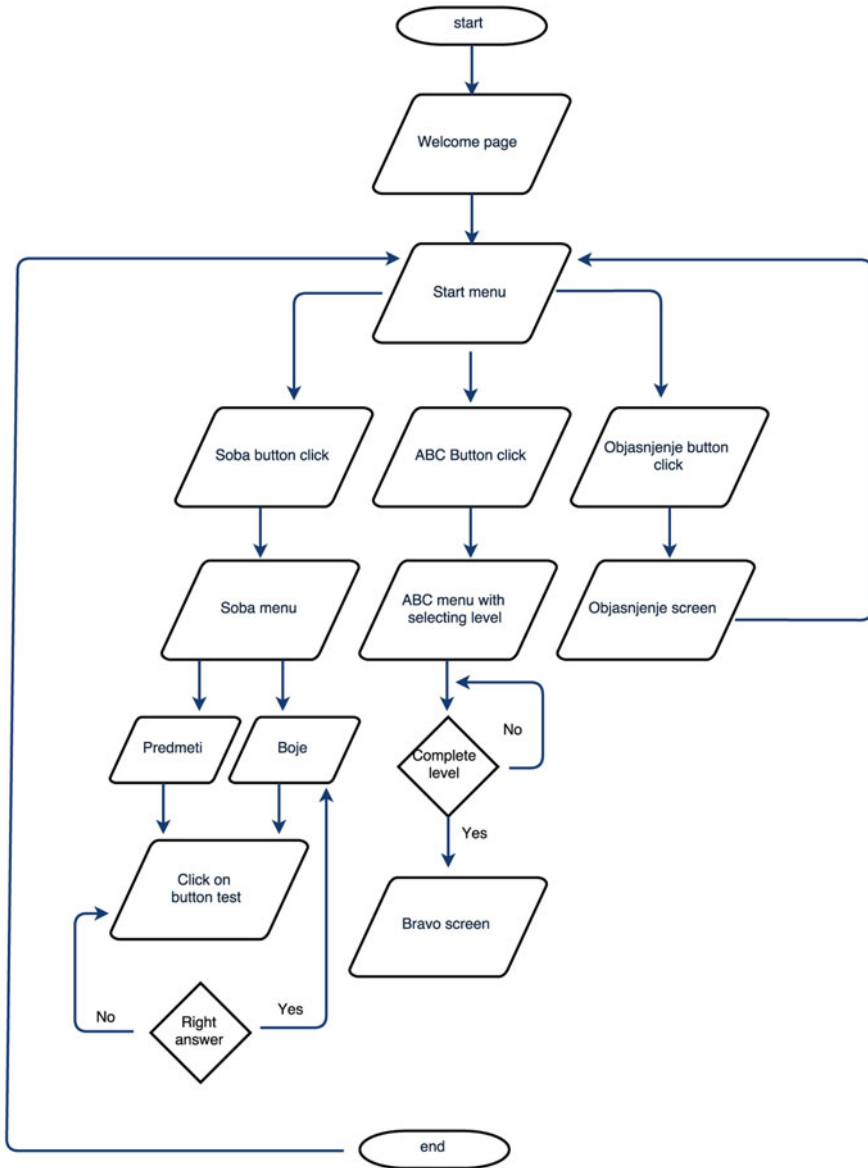 start
Welcome page
Start menu
Soba button click
ABC Button click
Objasnjenje button
click
Soba menu
ABC menu with
selecting level
Objasnjenje screen
Predmeti
Boje
No
Complete
level
Yes
Click on
button test
Bravo screen
No
Yes
Right
answer
end